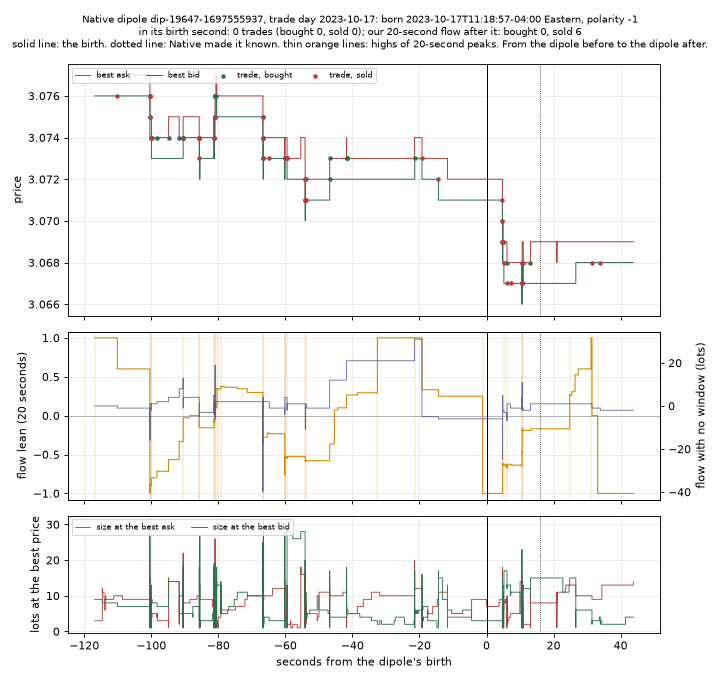 Native dipole dip-19647-1697555937, trade day 2023-10-17: born 2023-10-17T11:18:57-04:00 Eastern, polarity -1
in its birth second: 0 trades (bought 0, sold 0); our 20-second flow after it: bought 0, sold 6
solid line: the birth. dotted line: Native made it known. thin orange lines: highs of 20-second peaks. From the dipole before to the dipole after.
best ask
best bid
trade, bought
trade, sold
3.076
3.074
3.072
3.070
3.068
3.066
price
1.0
0.5
0.0
−0.5
−1.0
flow lean (20 seconds)
20
0
−20
−40
flow with no window (lots)
size at the best ask
size at the best bid
30
20
10
0
lots at the best price
−120
−100
−80
−60
−40
−20
0
20
40
seconds from the dipole's birth